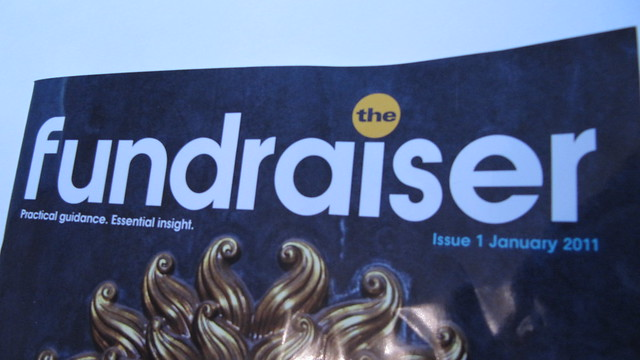 the
fundraiser
Practical guidance. Essential insight.
Issue 1 January 2011